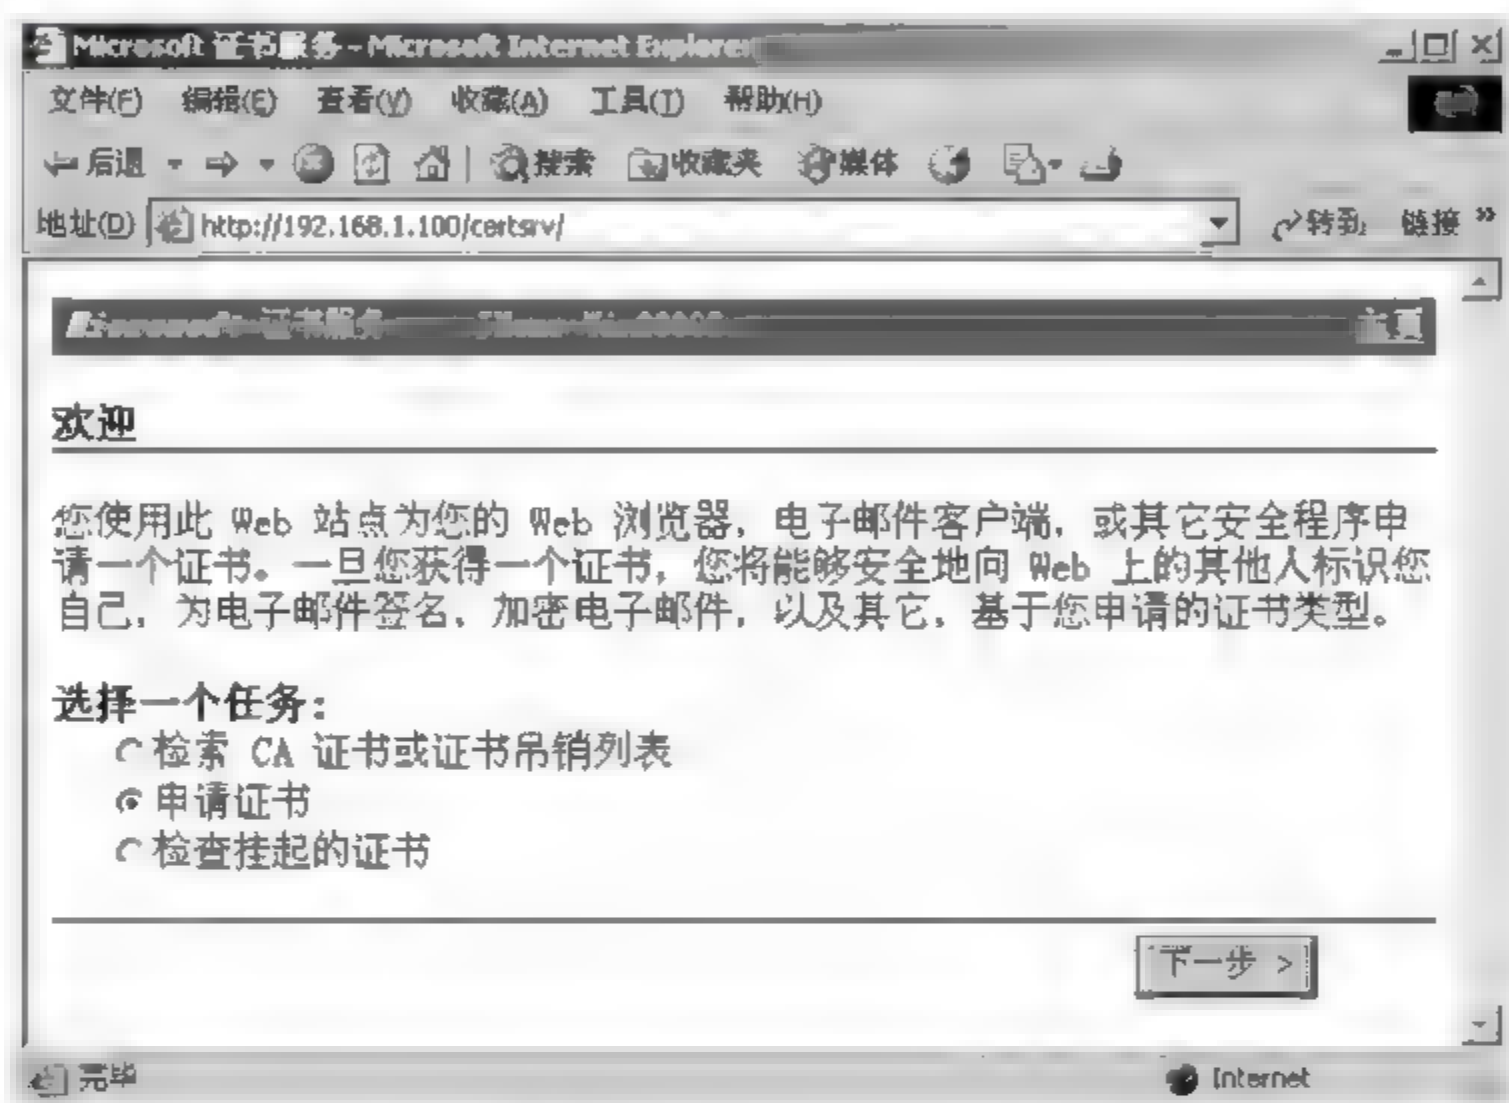 Microsoft 证书服务 - Microsoft Internet Explorer
文件(F) 编辑(E) 查看(V) 收藏(A) 工具(T) 帮助(H)
后退 搜索 收藏夹 媒体
地址(D) http://192.168.1.100/certsrv/ 转到 链接 »
Microsoft 证书服务 主页
欢迎
您使用此 Web 站点为您的 Web 浏览器，电子邮件客户端，或其它安全程序申
请一个证书。一旦您获得一个证书，您将能够安全地向 Web 上的其他人标识您
自己，为电子邮件签名，加密电子邮件，以及其它，基于您申请的证书类型。
选择一个任务：
检索 CA 证书或证书吊销列表
申请证书
检查挂起的证书
下一步 >
完毕 Internet